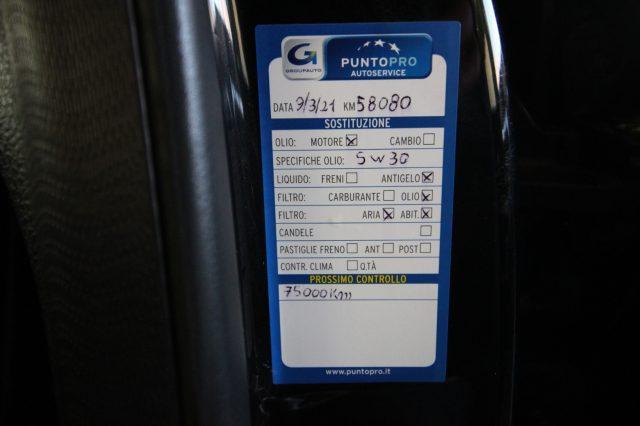 G
GROUPAUTO
PUNTOPRO
AUTOSERVICE
DATA 9/3/21 KM 58080
SOSTITUZIONE
OLIO: MOTORE CAMBIO
SPECIFICHE OLIO: 5W30
LIQUIDO: FRENI ANTIGELO
FILTRO: CARBURANTE OLIO
FILTRO: ARIA ABIT.
CANDELE
PASTIGLIE FRENO ANT POST
CONTR. CLIMA Q.TÀ
PROSSIMO CONTROLLO
75000Km
www.puntopro.it